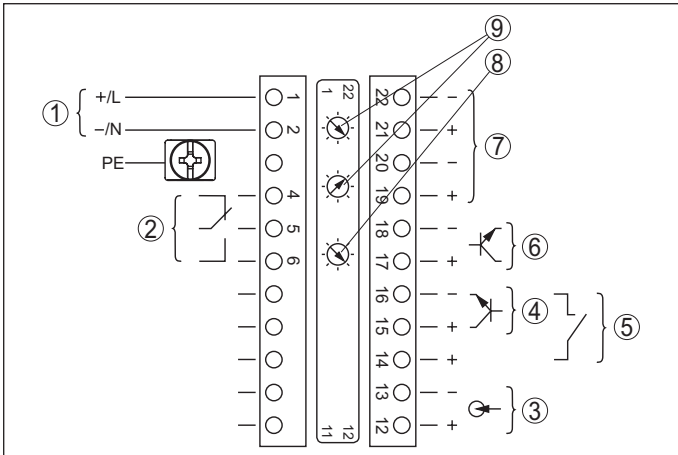 ⑨
⑧
① +/L 1 1 22 22 −
−/N 2 21 + ⑦
PE 20 −
4 19 +
② 5 18 − ⑥
6 17 +
16 − ④
15 + ⑤
14 +
13 − ③
11 12 12 +